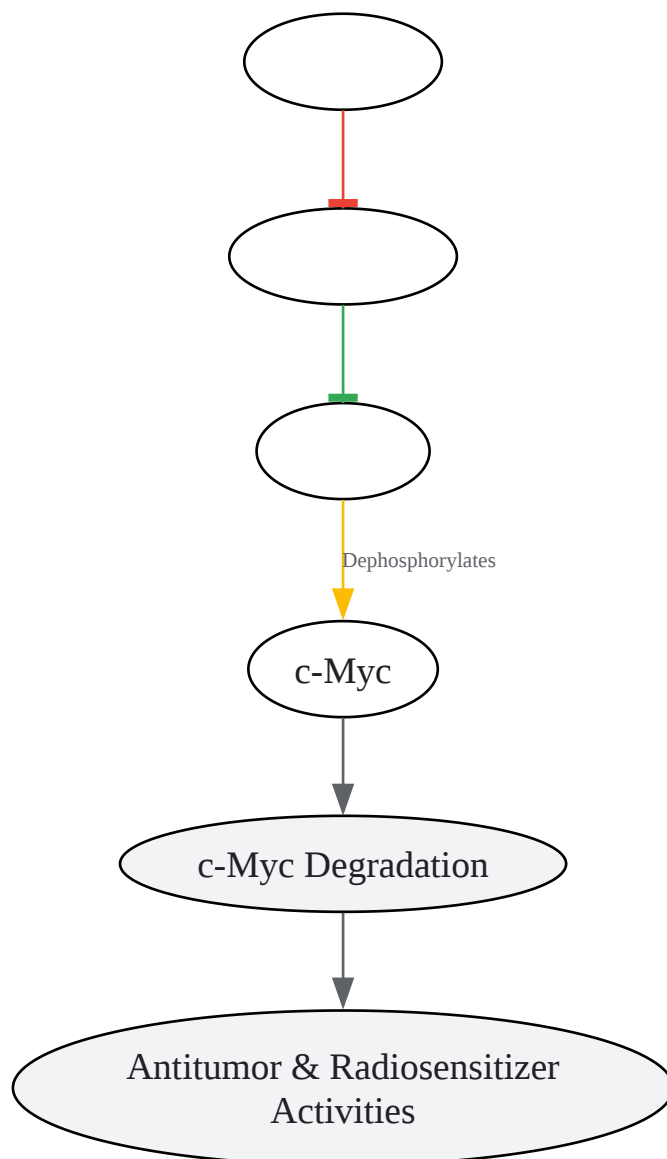 Dephosphorylates
c-Myc
c-Myc Degradation
Antitumor & Radiosensitizer
Activities